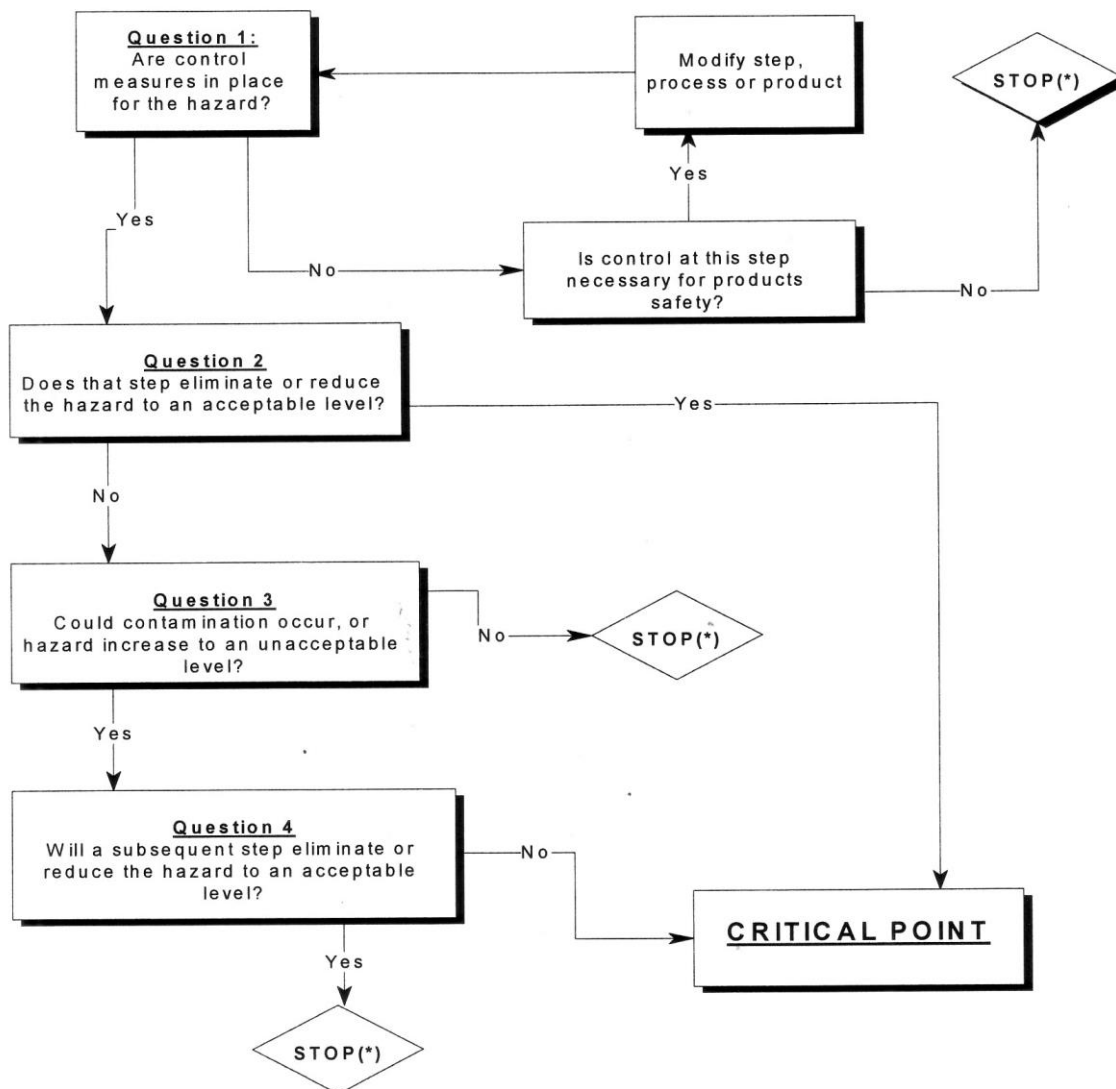 Question 1:
Are control
measures in place
for the hazard?
Modify step,
process or product
STOP(*)
Yes
Yes
No
Is control at this step
necessary for products
safety?
No
Question 2
Does that step eliminate or reduce
the hazard to an acceptable level?
Yes
No
Question 3
Could contamination occur, or
hazard increase to an unacceptable
level?
No
STOP(*)
Yes
Question 4
Will a subsequent step eliminate or
reduce the hazard to an acceptable
level?
No
CRITICAL POINT
Yes
STOP(*)